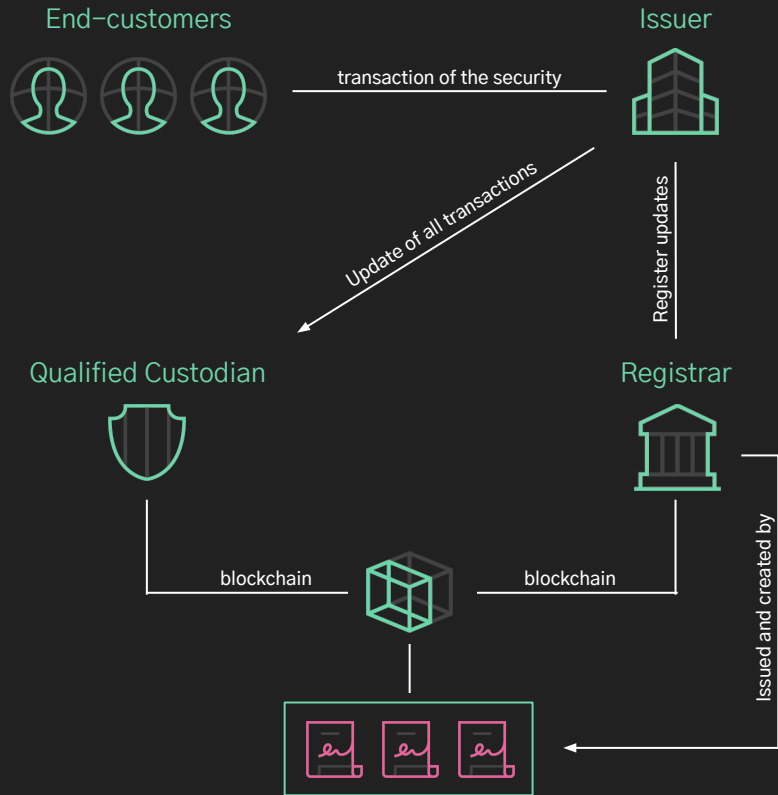 End-customers
Issuer
transaction of the security
Update of all transactions
Register updates
Qualified Custodian
Registrar
blockchain
blockchain
Issued and created by